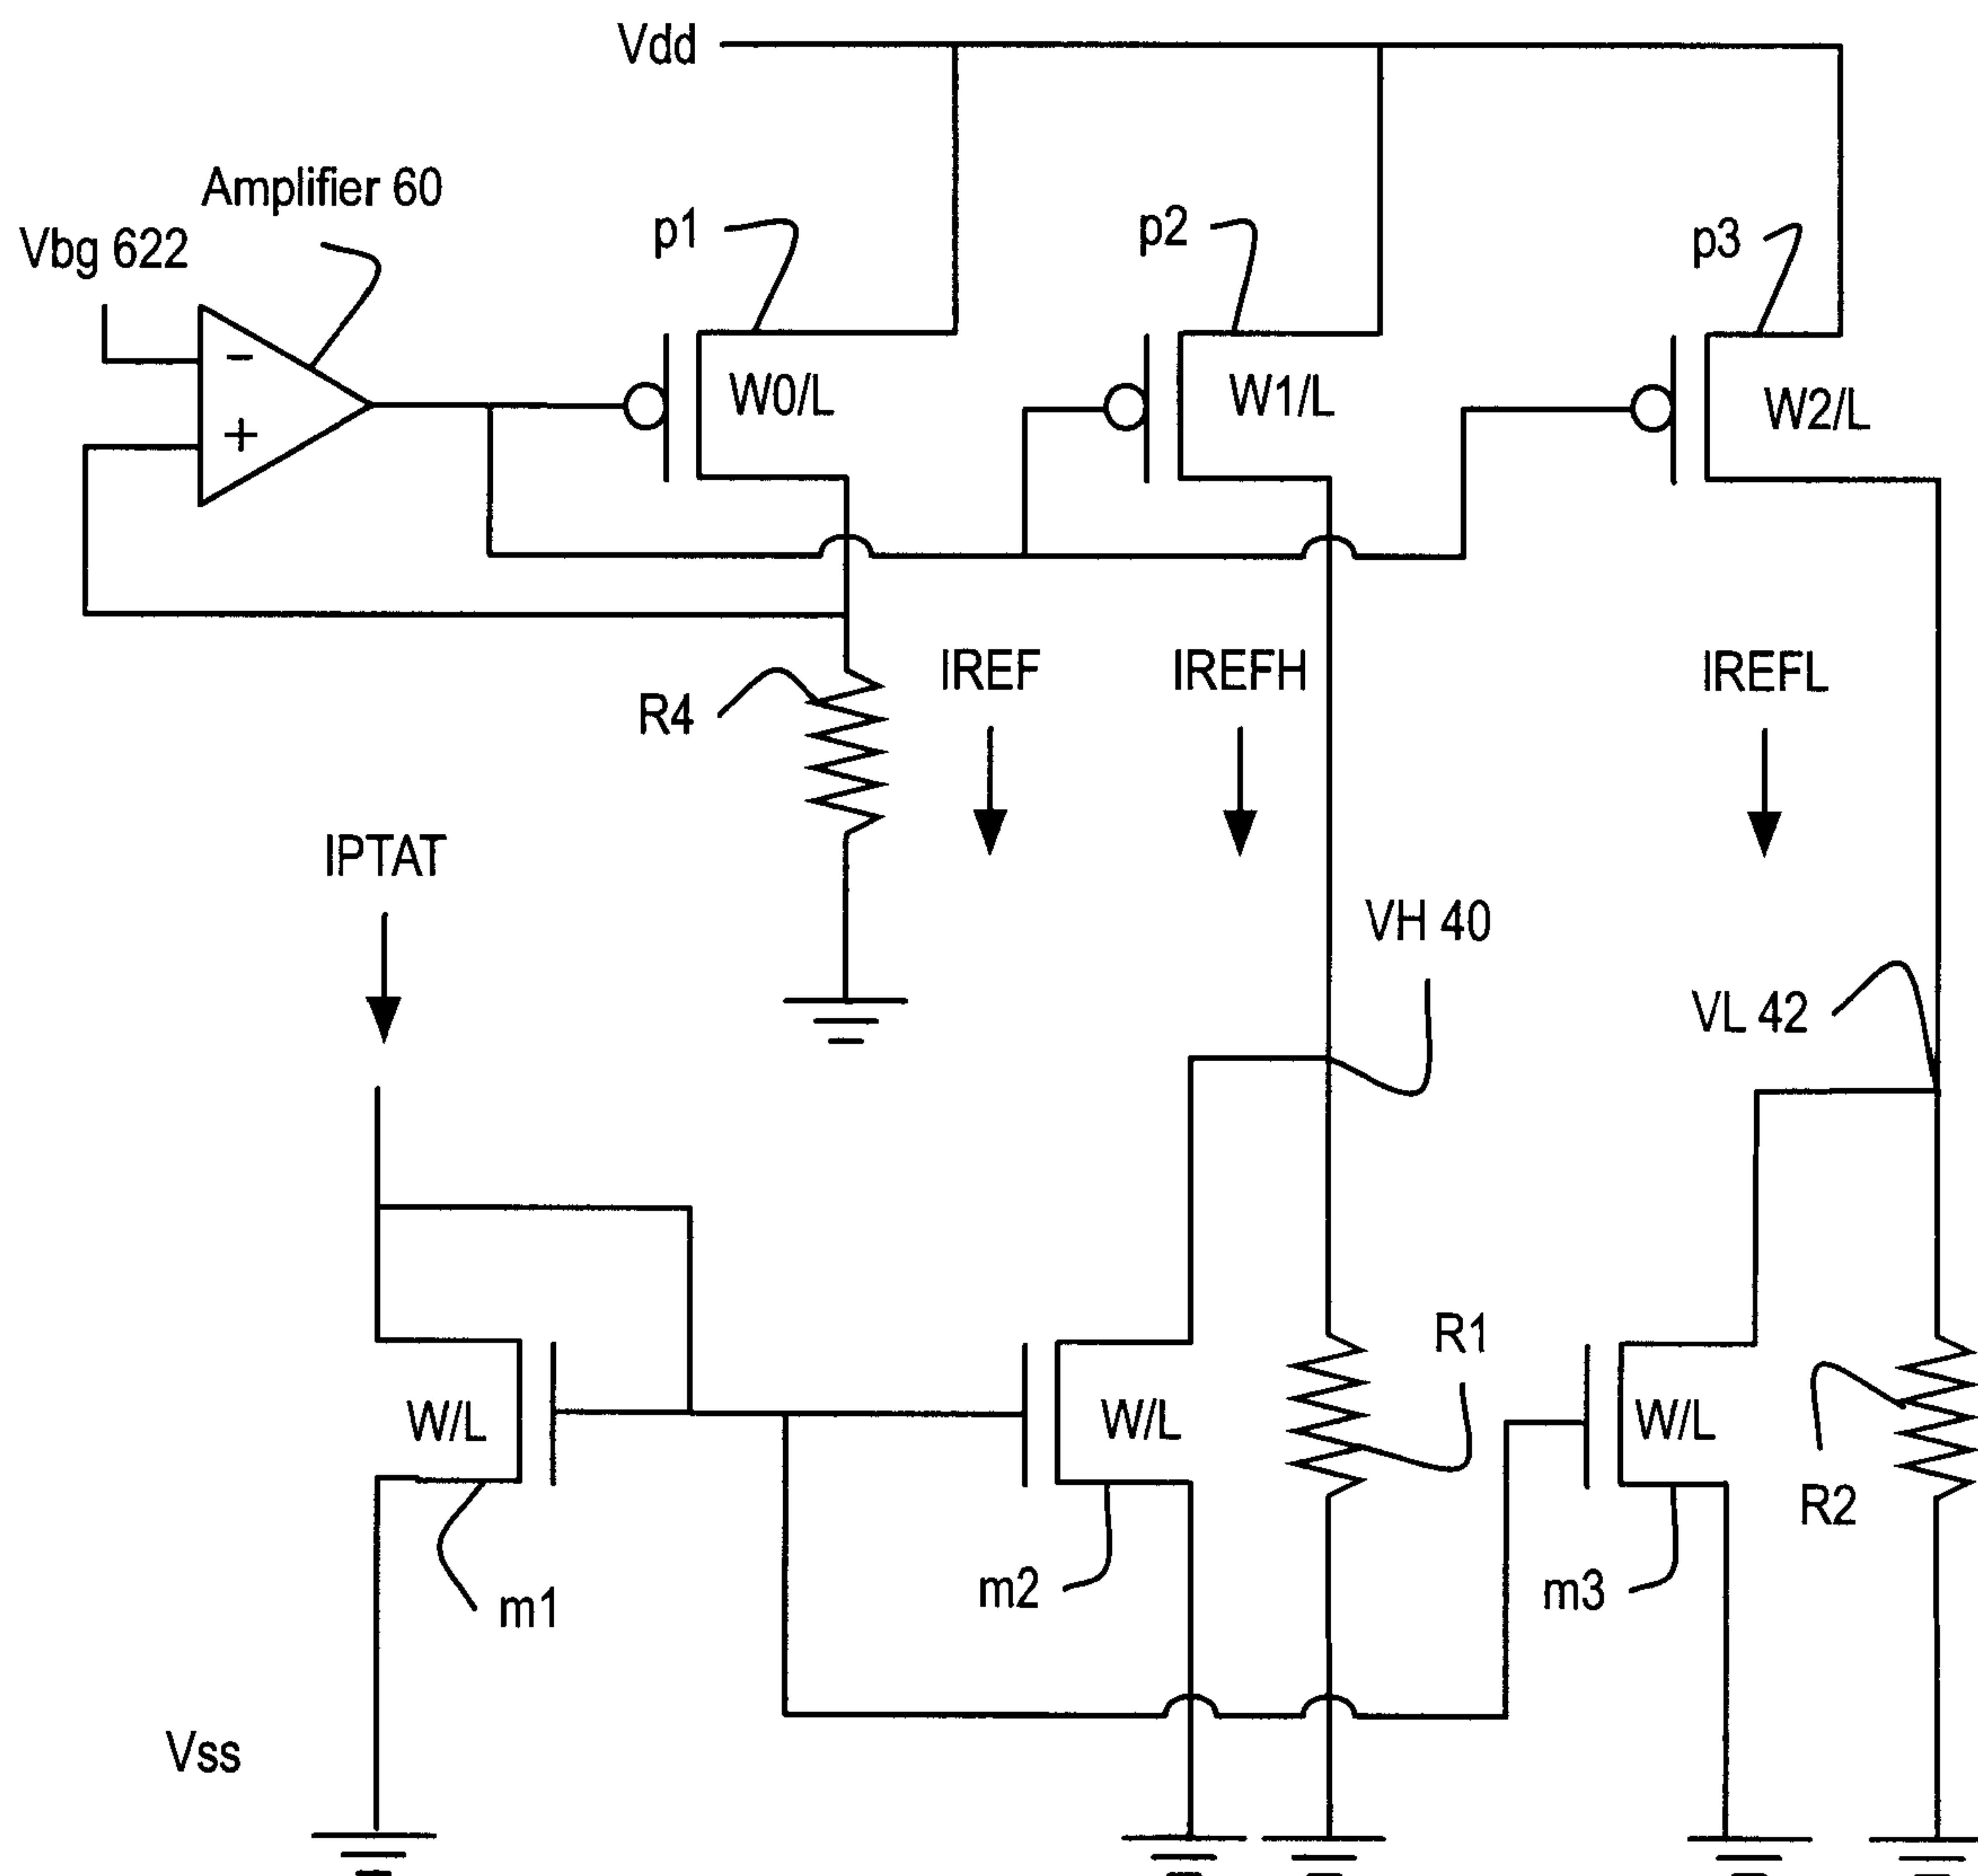 Vdd
Amplifier 60
Vbg 622
p1
p2
p3
−
+
W0/L
W1/L
W2/L
R4
IREF
IREFH
IREFL
IPTAT
VH 40
VL 42
R1
W/L
W/L
W/L
R2
m1
m2
m3
Vss